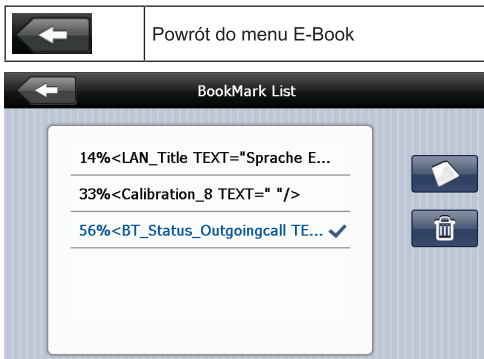 Powrót do menu E-Book
BookMark List
14%<LAN_Title TEXT="Sprache E...
33%<Calibration_8 TEXT=" "/>
56%<BT_Status_Outgoingcall TE...